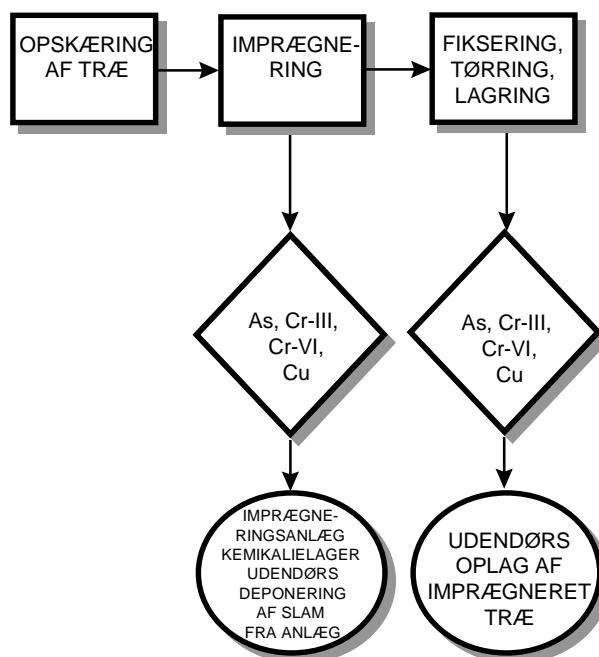 OPSKÆRING
AF TRÆ
IMPRÆGNE-
RING
FIKSERING,
TØRRING,
LAGRING
As, Cr-III,
Cr-VI,
Cu
As, Cr-III,
Cr-VI,
Cu
IMPRÆGNE-
RINGSANLÆG
KEMIKALIELAGER
UDENDØRS
DEPONERING
AF SLAM
FRA ANLÆG
UDENDØRS
OPLAG AF
IMPRÆGNERET
TRÆ